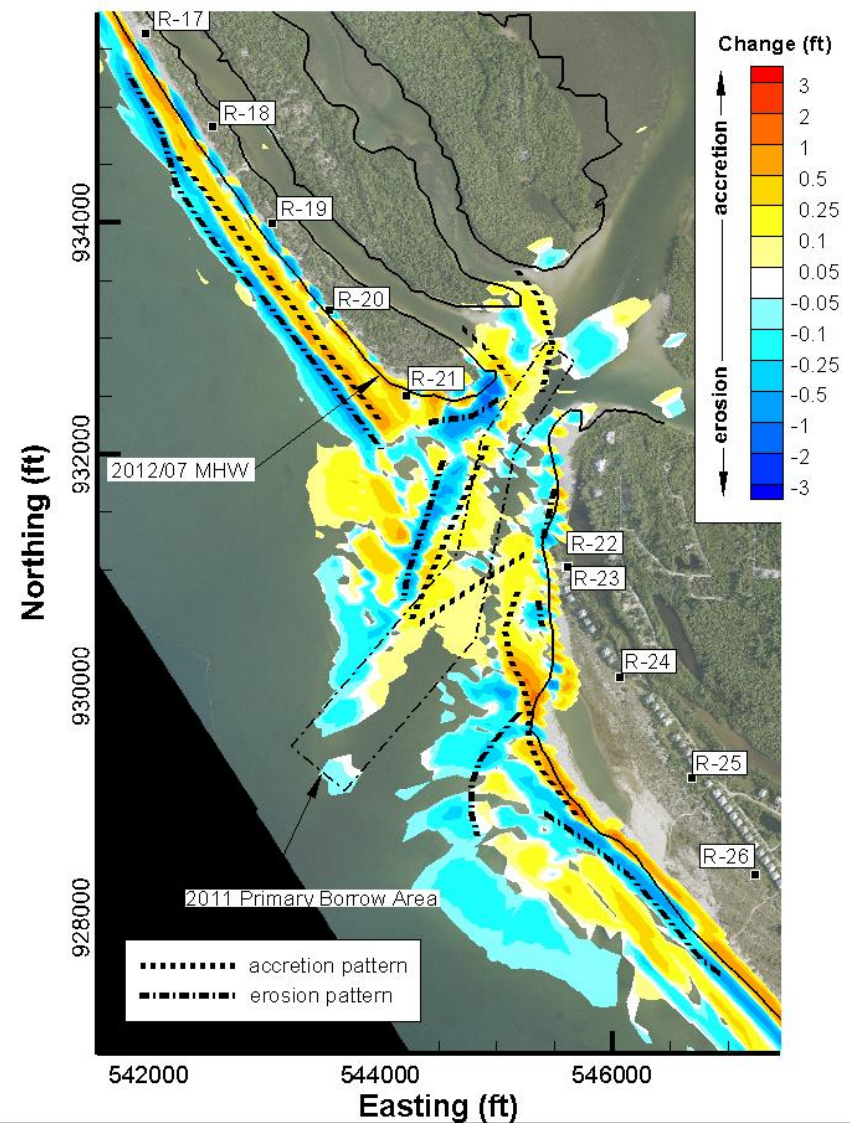 R-17
Change (ft)
R-18
3
2
1
0.5
0.25
0.1
0.05
-0.05
-0.1
-0.25
-0.5
-1
-2
-3
accretion
erosion
R-19
R-20
R-21
2012/07 MHW
R-22
R-23
R-24
R-25
R-26
2011 Primary Borrow Area
accretion pattern
erosion pattern
934000
932000
930000
928000
Northing (ft)
542000
544000
546000
Easting (ft)